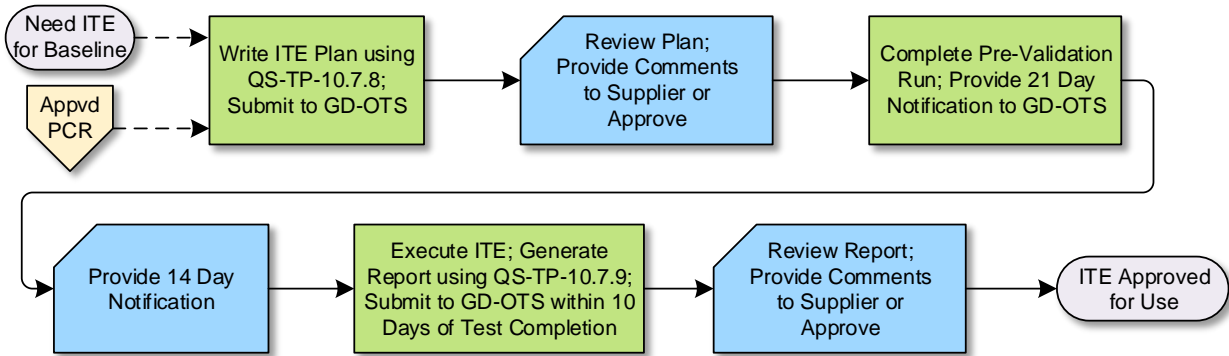 Need ITE
for Baseline
Appvd
PCR
Write ITE Plan using
QS-TP-10.7.8;
Submit to GD-OTS
Review Plan;
Provide Comments
to Supplier or
Approve
Complete Pre-Validation
Run; Provide 21 Day
Notification to GD-OTS
Provide 14 Day
Notification
Execute ITE; Generate
Report using QS-TP-10.7.9;
Submit to GD-OTS within 10
Days of Test Completion
Review Report;
Provide Comments
to Supplier or
Approve
ITE Approved
for Use